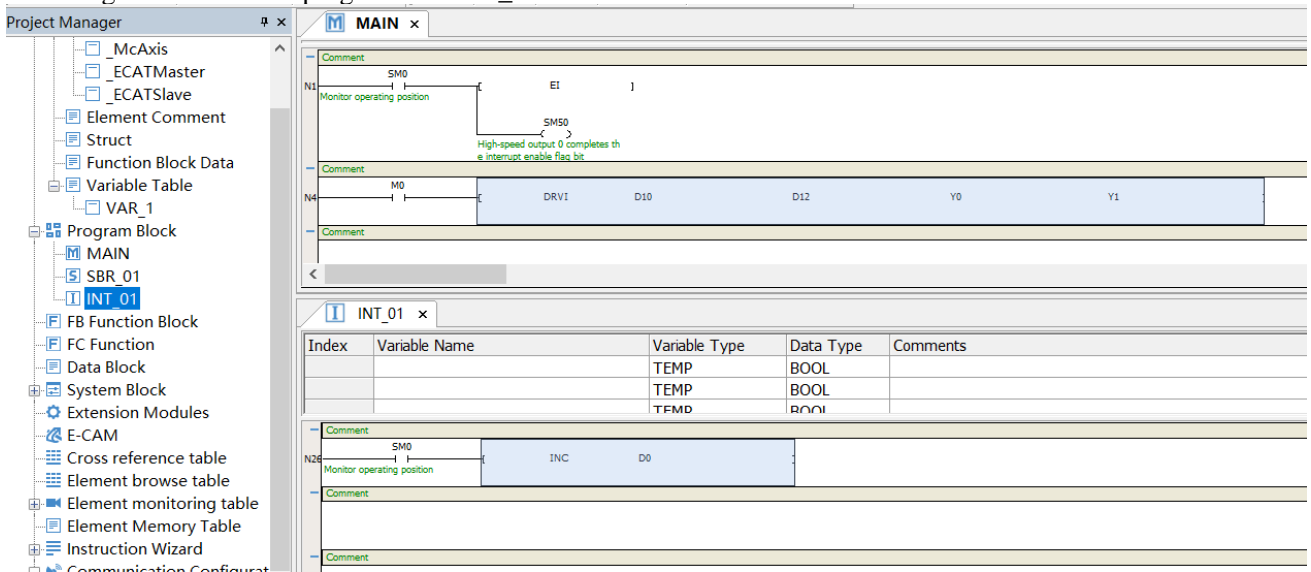 Project Manager
_McAxis
_ECATMaster
_ECATSlave
Element Comment
Struct
Function Block Data
Variable Table
VAR_1
Program Block
MAIN
SBR_01
INT_01
FB Function Block
FC Function
Data Block
System Block
Extension Modules
E-CAM
Cross reference table
Element browse table
Element monitoring table
Element Memory Table
Instruction Wizard
Communication Configurat
M MAIN ×
Comment
SM0
N1 [ EI ]
Monitor operating position
SM50
High-speed output 0 completes th
e interrupt enable flag bit
Comment
M0
N4 [ DRVI D10 D12 Y0 Y1 ]
Comment
I INT_01 ×
Index Variable Name Variable Type Data Type Comments
TEMP BOOL
TEMP BOOL
TEMP BOOL
Comment
SM0
N26 [ INC D0 ]
Monitor operating position
Comment
Comment